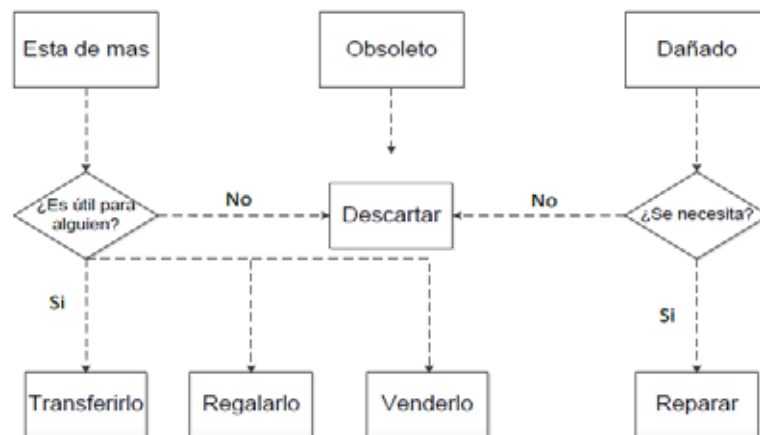 Esta de mas
Obsoleto
Dañado
¿Es útil para
alguien?
No
Descartar
No
¿Se necesita?
Si
Si
Transferirlo
Regalarlo
Venderlo
Reparar